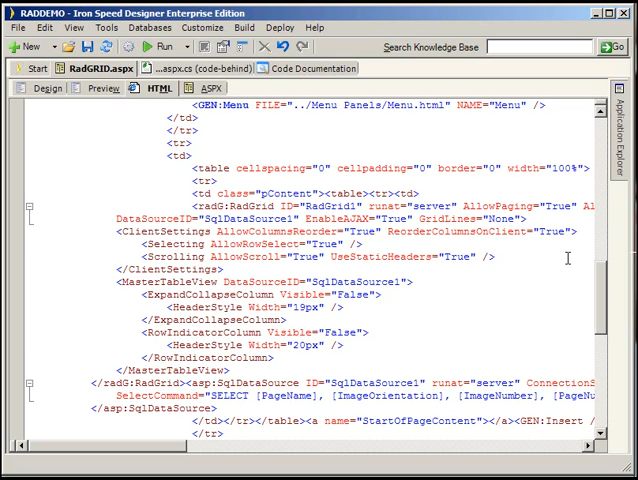 RADDEMO - Iron Speed Designer Enterprise Edition
File Edit View Tools Databases Customize Build Deploy Help
New Run Search Knowledge Base Go
Start RadGRID.aspx ...aspx.cs (code-behind) Code Documentation
Design Preview HTML ASPX
Application Explorer
<GEN:Menu FILE="../Menu Panels/Menu.html" NAME="Menu" />
</td>
</tr>
<tr>
<td>
<table cellspacing="0" cellpadding="0" border="0" width="100%">
<tr>
<td class="pContent"><table><tr><td>
<radG:RadGrid ID="RadGrid1" runat="server" AllowPaging="True" Al
DataSourceID="SqlDataSource1" EnableAJAX="True" GridLines="None">
<ClientSettings AllowColumnsReorder="True" ReorderColumnsOnClient="True">
<Selecting AllowRowSelect="True" />
<Scrolling AllowScroll="True" UseStaticHeaders="True" />
</ClientSettings>
<MasterTableView DataSourceID="SqlDataSource1">
<ExpandCollapseColumn Visible="False">
<HeaderStyle Width="19px" />
</ExpandCollapseColumn>
<RowIndicatorColumn Visible="False">
<HeaderStyle Width="20px" />
</RowIndicatorColumn>
</MasterTableView>
</radG:RadGrid><asp:SqlDataSource ID="SqlDataSource1" runat="server" ConnectionS
SelectCommand="SELECT [PageName], [ImageOrientation], [ImageNumber], [PageNu
</asp:SqlDataSource>
</td></tr></table><a name="StartOfPageContent"></a><GEN:Insert /
</tr>